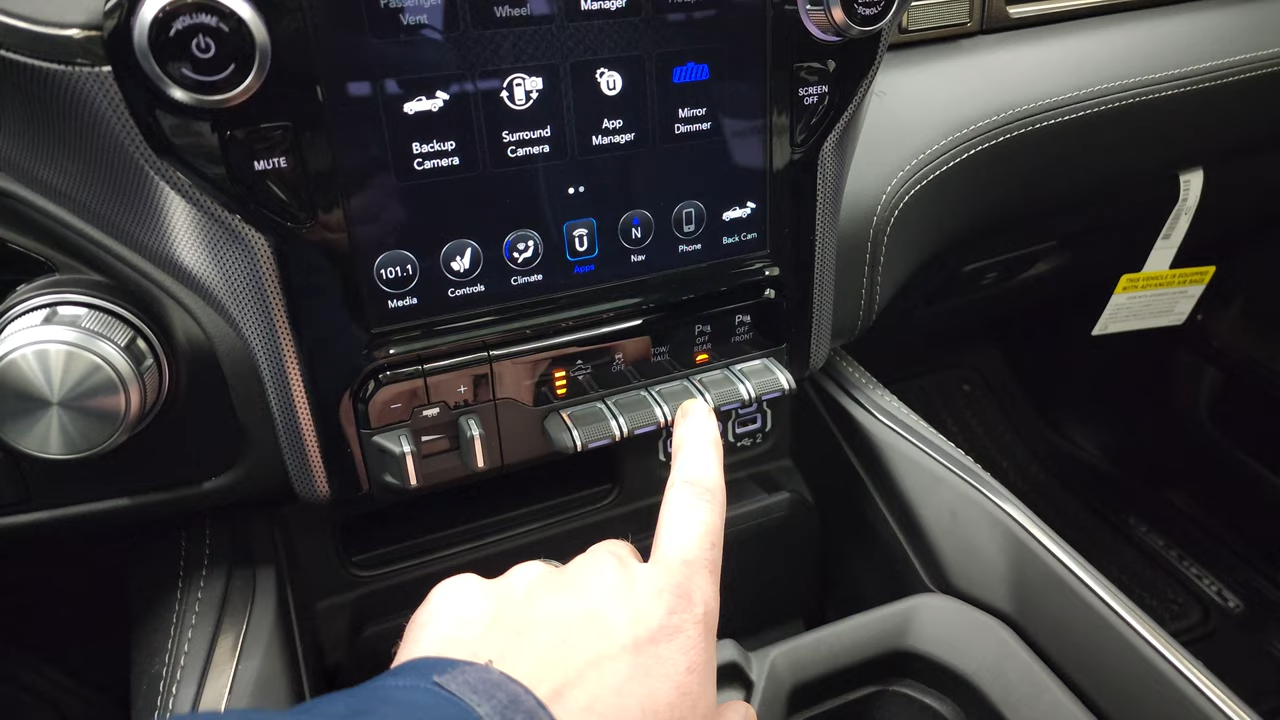 VOLUME
Passenger
Vent
Wheel
Manager
SCROLL
MUTE
SCREEN
OFF
Backup
Camera
Surround
Camera
App
Manager
Mirror
Dimmer
101.1
Media
Controls
Climate
Apps
N
Nav
Phone
Back Cam
- +
OFF
TOW/
HAUL
P
OFF
REAR
P
OFF
FRONT
2
THIS VEHICLE IS EQUIPPED
WITH ADVANCED AIR BAGS